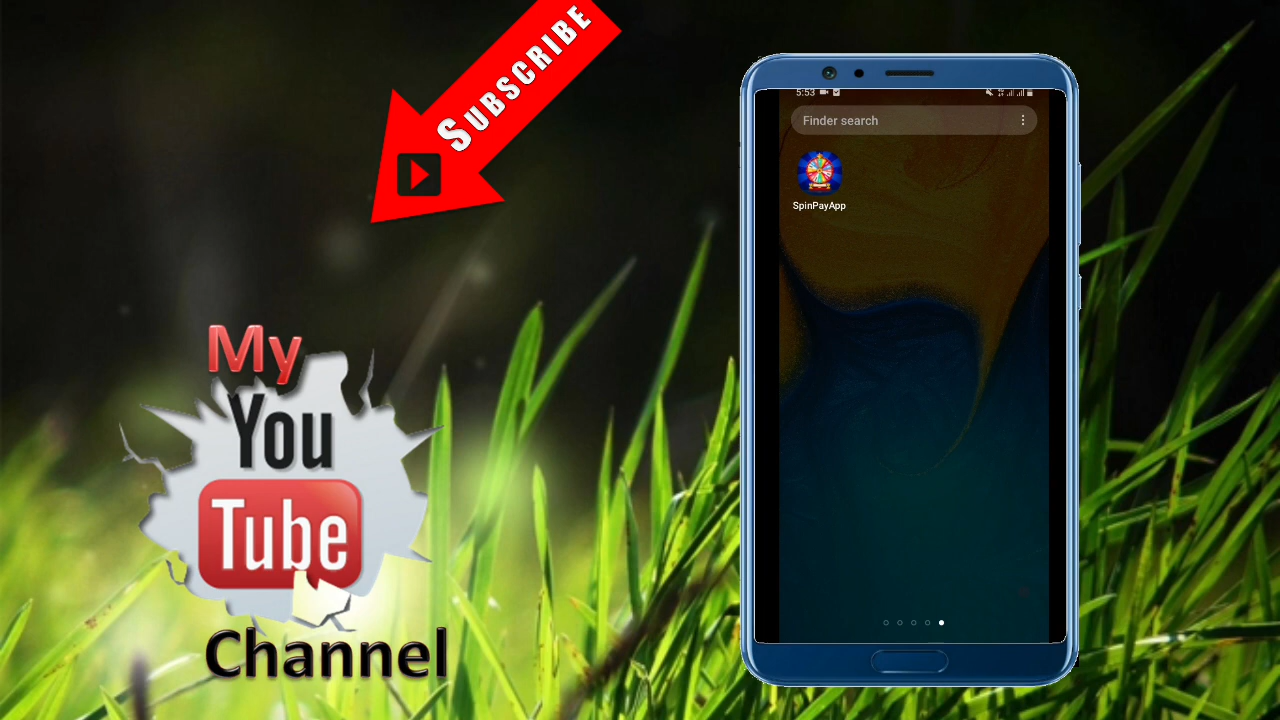 SUBSCRIBE
My
You
Tube
Channel
5:53
Finder search
SpinPayApp